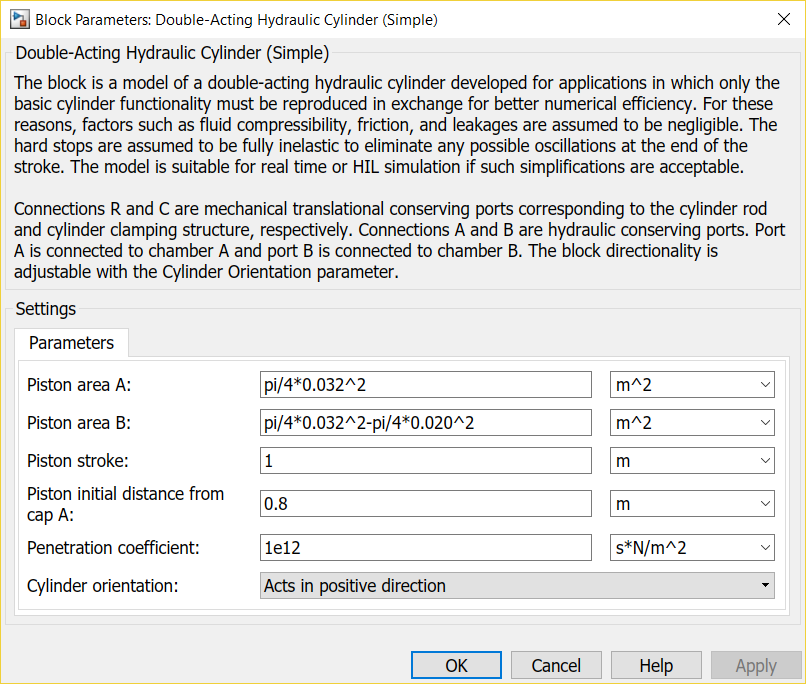 Block Parameters: Double-Acting Hydraulic Cylinder (Simple)
Double-Acting Hydraulic Cylinder (Simple)
The block is a model of a double-acting hydraulic cylinder developed for applications in which only the
basic cylinder functionality must be reproduced in exchange for better numerical efficiency. For these
reasons, factors such as fluid compressibility, friction, and leakages are assumed to be negligible. The
hard stops are assumed to be fully inelastic to eliminate any possible oscillations at the end of the
stroke. The model is suitable for real time or HIL simulation if such simplifications are acceptable.
Connections R and C are mechanical translational conserving ports corresponding to the cylinder rod
and cylinder clamping structure, respectively. Connections A and B are hydraulic conserving ports. Port
A is connected to chamber A and port B is connected to chamber B. The block directionality is
adjustable with the Cylinder Orientation parameter.
Settings
Parameters
Piston area A: pi/4*0.032^2 m^2
Piston area B: pi/4*0.032^2-pi/4*0.020^2 m^2
Piston stroke: 1 m
Piston initial distance from
cap A: 0.8 m
Penetration coefficient: 1e12 s*N/m^2
Cylinder orientation: Acts in positive direction
OK Cancel Help Apply